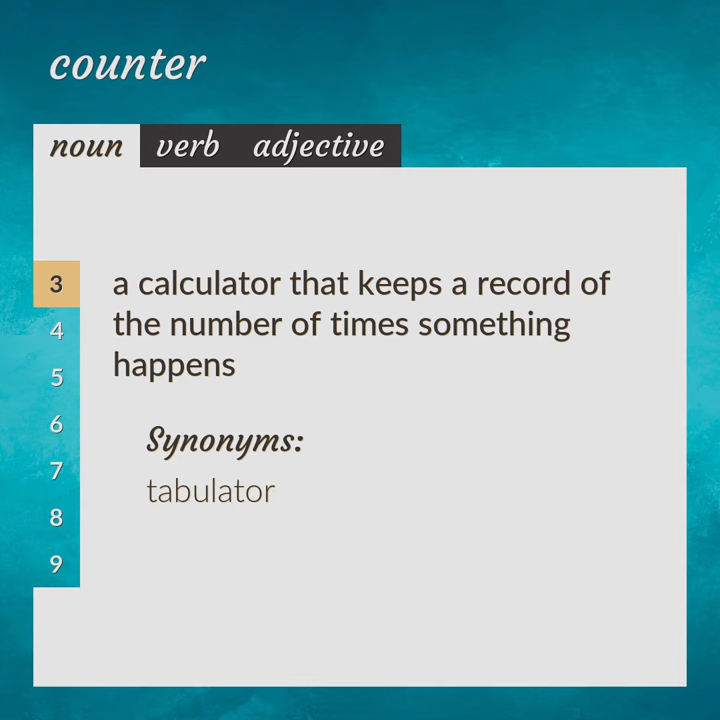 counter
noun verb adjective
3
a calculator that keeps a record of
the number of times something
happens
4
5
6
7
8
9
Synonyms:
tabulator